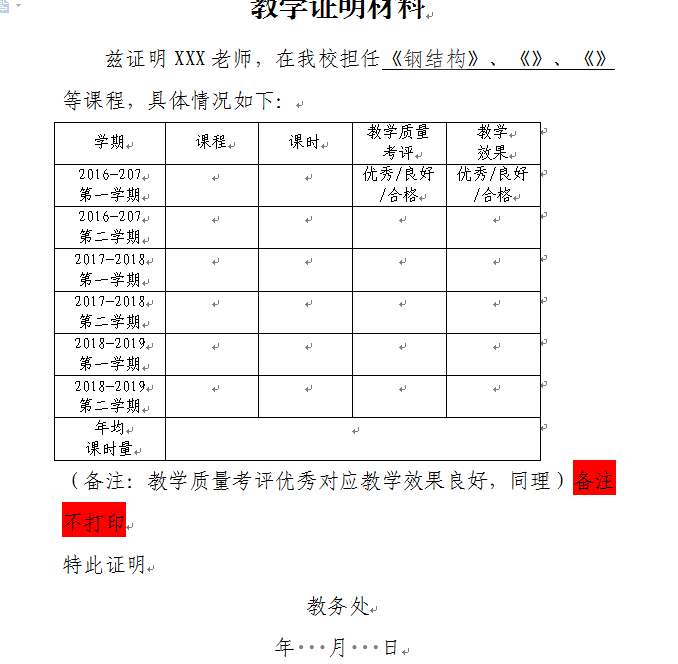 教学证明材料
兹证明 XXX 老师，在我校担任《钢结构》、《》、《》
等课程，具体情况如下：
学期 课程 课时 教学质量考评 教学效果
2016-207 第一学期 优秀/良好/合格 优秀/良好/合格
2016-207 第二学期
2017-2018 第一学期
2017-2018 第二学期
2018-2019 第一学期
2018-2019 第二学期
年均课时量
（备注：教学质量考评优秀对应教学效果良好，同理）备注
不打印
特此证明
教务处
年···月···日